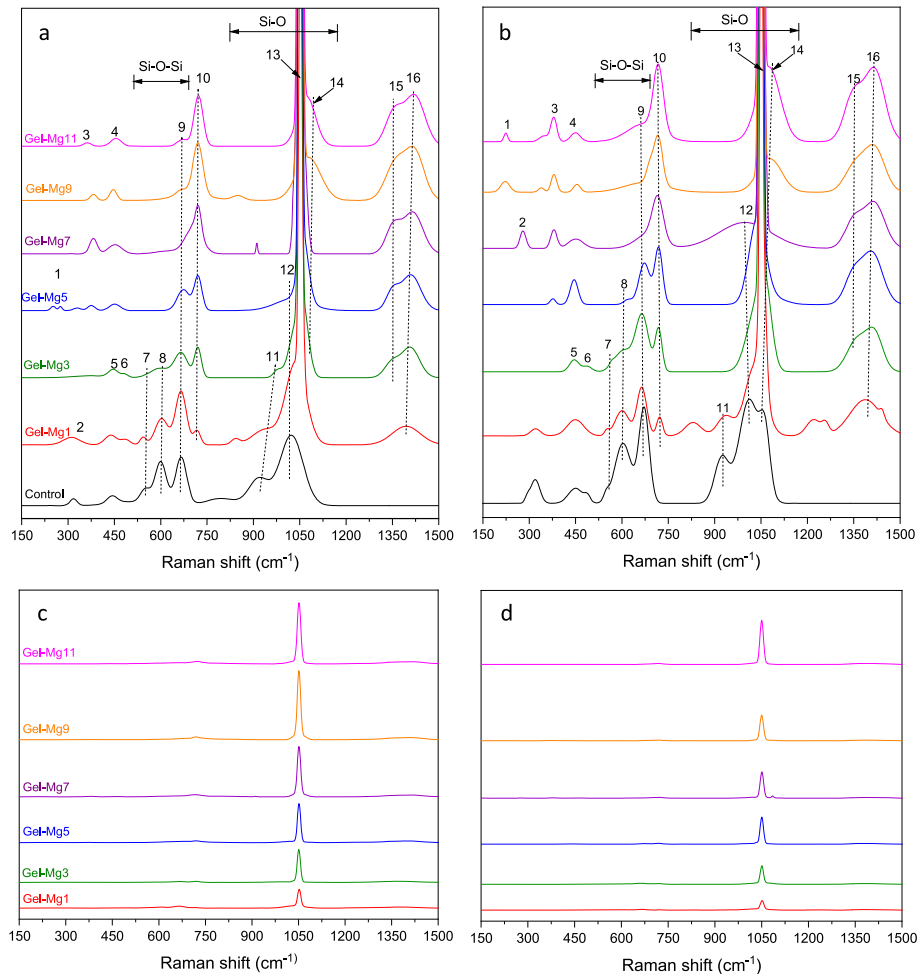 a
Si-O
Si-O-Si
10
13
14
15
16
3
4
9
Gel-Mg11
Gel-Mg9
Gel-Mg7
1
12
Gel-Mg5
11
5
6
7
8
Gel-Mg3
2
Gel-Mg1
Control
150 300 450 600 750 900 1050 1200 1350 1500
Raman shift (cm⁻¹)
b
Si-O
Si-O-Si
10
13
14
15
16
1
3
4
9
2
12
8
5
6
7
11
150 300 450 600 750 900 1050 1200 1350 1500
Raman shift (cm⁻¹)
c
Gel-Mg11
Gel-Mg9
Gel-Mg7
Gel-Mg5
Gel-Mg3
Gel-Mg1
150 300 450 600 750 900 1050 1200 1350 1500
Raman shift (cm⁻¹⁾
d
150 300 450 600 750 900 1050 1200 1350 1500
Raman shift (cm⁻¹)